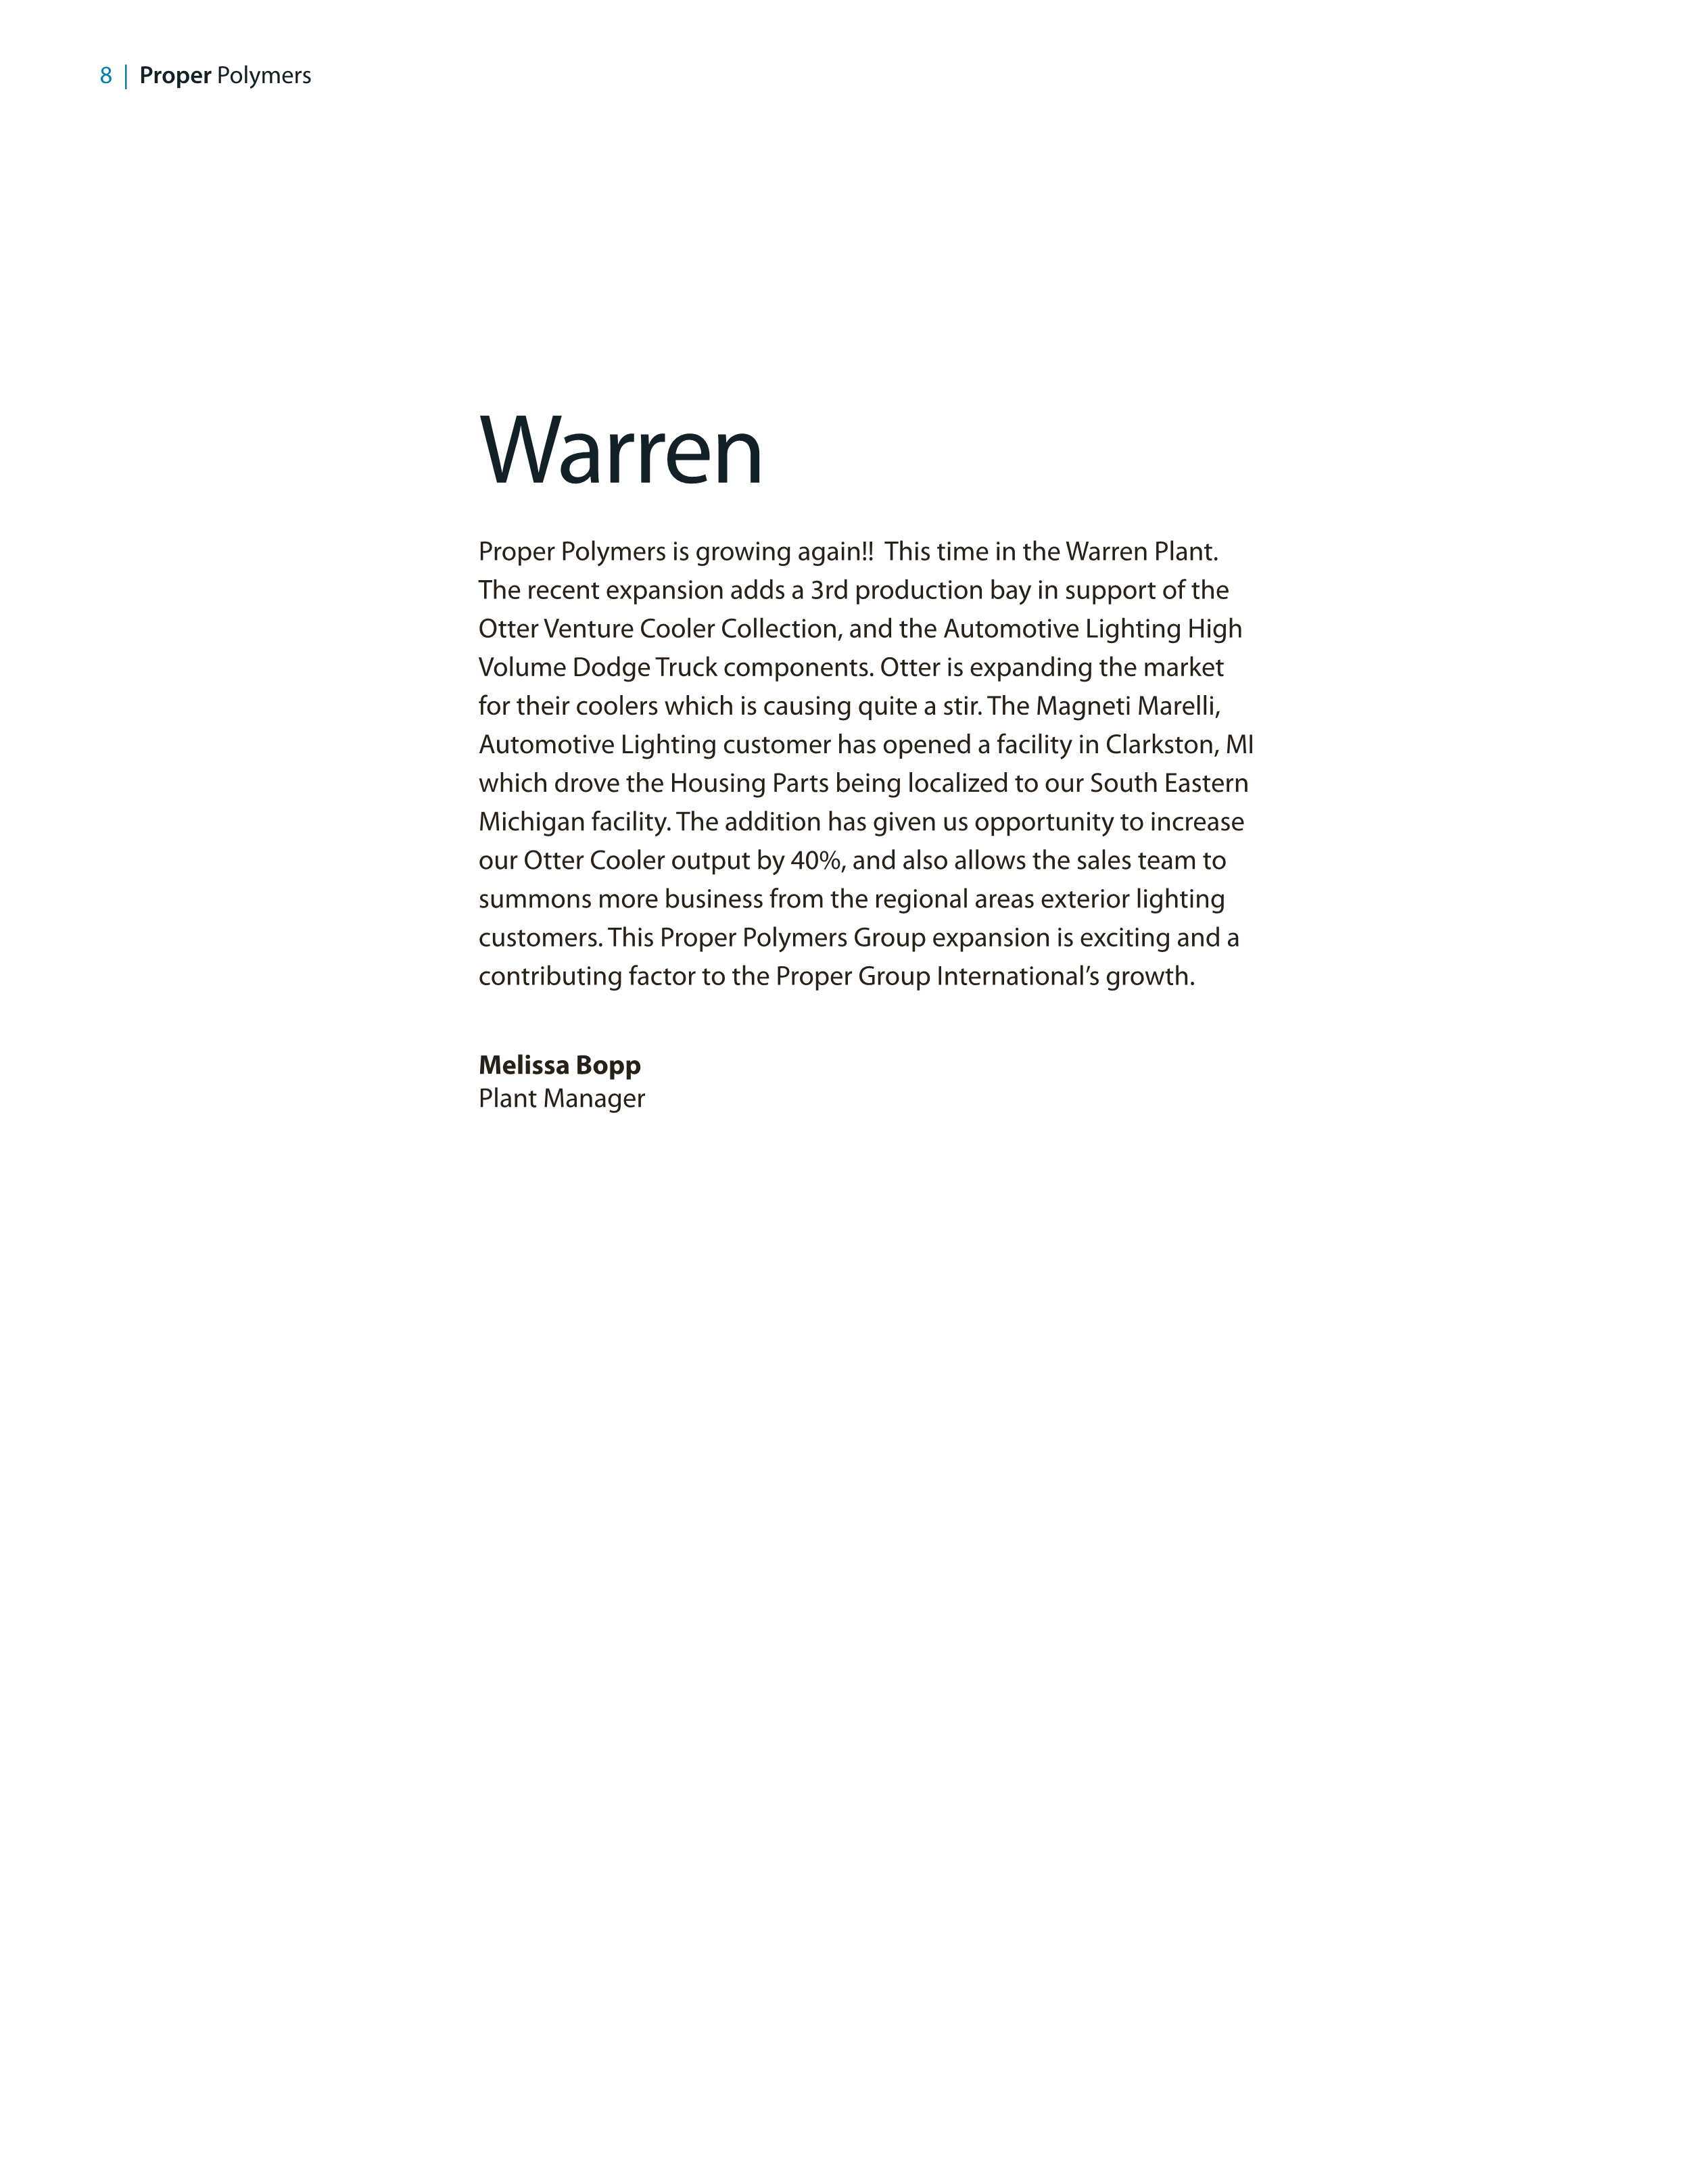 8 | Proper Polymers
Warren
Proper Polymers is growing again!!  This time in the Warren Plant.
The recent expansion adds a 3rd production bay in support of the
Otter Venture Cooler Collection, and the Automotive Lighting High
Volume Dodge Truck components. Otter is expanding the market
for their coolers which is causing quite a stir. The Magneti Marelli,
Automotive Lighting customer has opened a facility in Clarkston, MI
which drove the Housing Parts being localized to our South Eastern
Michigan facility. The addition has given us opportunity to increase
our Otter Cooler output by 40%, and also allows the sales team to
summons more business from the regional areas exterior lighting
customers. This Proper Polymers Group expansion is exciting and a
contributing factor to the Proper Group International’s growth.
Melissa Bopp
Plant Manager